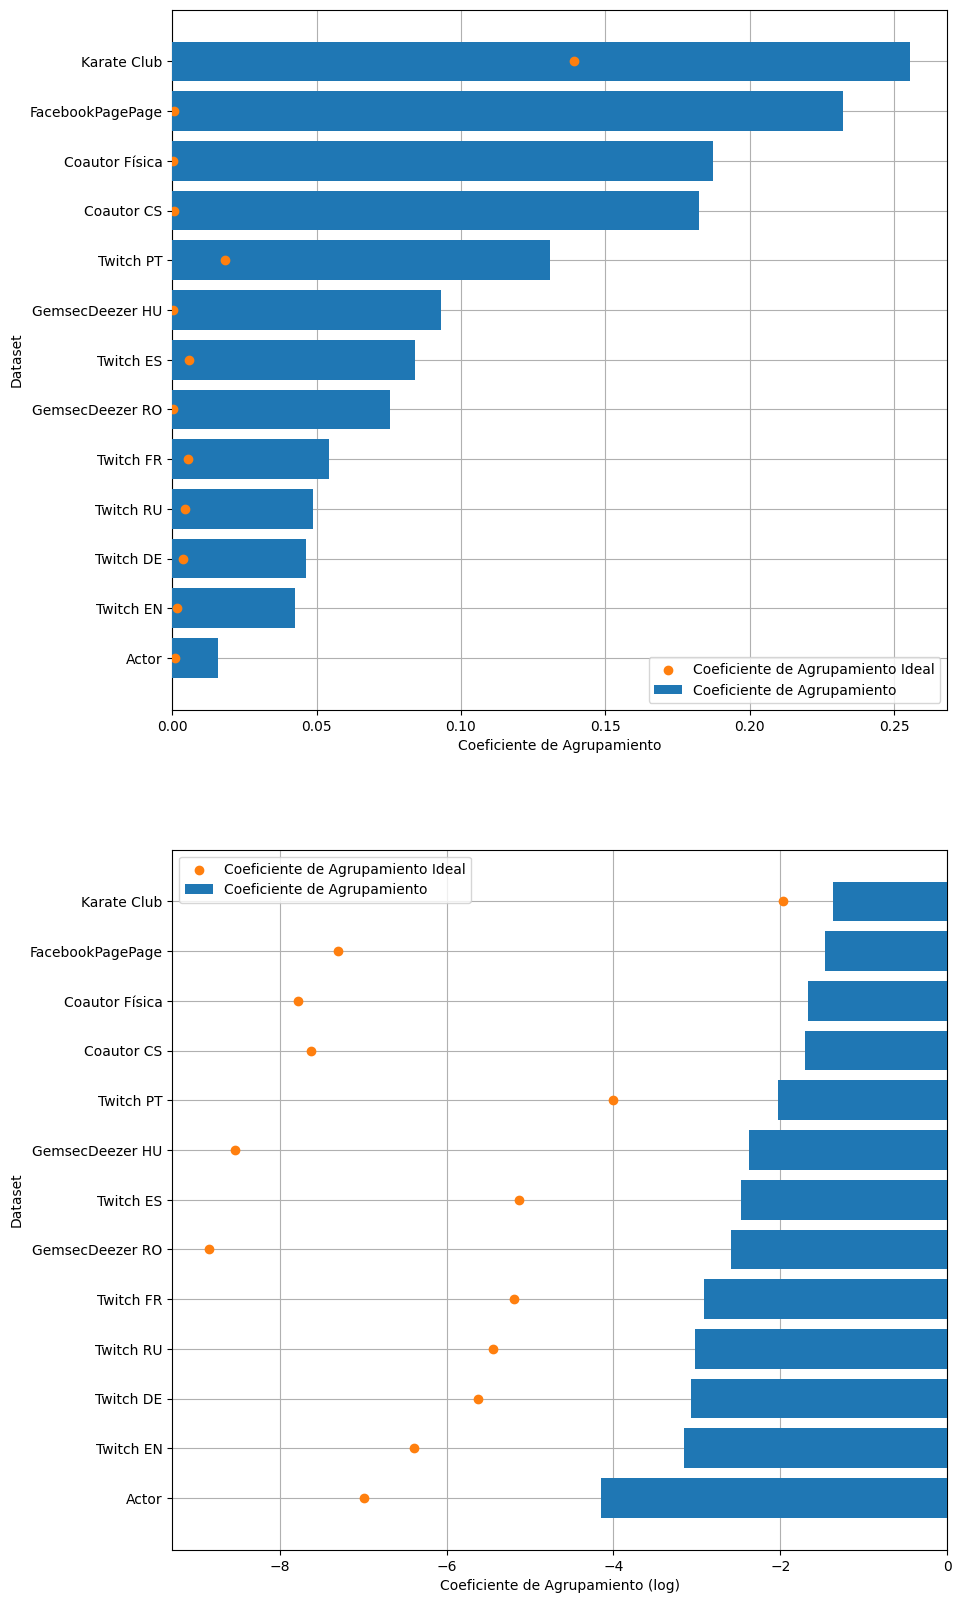 Karate Club
FacebookPagePage
Coautor Física
Coautor CS
Twitch PT
GemsecDeezer HU
Twitch ES
GemsecDeezer RO
Twitch FR
Twitch RU
Twitch DE
Twitch EN
Actor
Dataset
Coeficiente de Agrupamiento Ideal
Coeficiente de Agrupamiento
0.00 0.05 0.10 0.15 0.20 0.25
Coeficiente de Agrupamiento
Coeficiente de Agrupamiento Ideal
Coeficiente de Agrupamiento
Karate Club
FacebookPagePage
Coautor Física
Coautor CS
Twitch PT
GemsecDeezer HU
Twitch ES
GemsecDeezer RO
Twitch FR
Twitch RU
Twitch DE
Twitch EN
Actor
Dataset
−8 −6 −4 −2 0
Coeficiente de Agrupamiento (log)